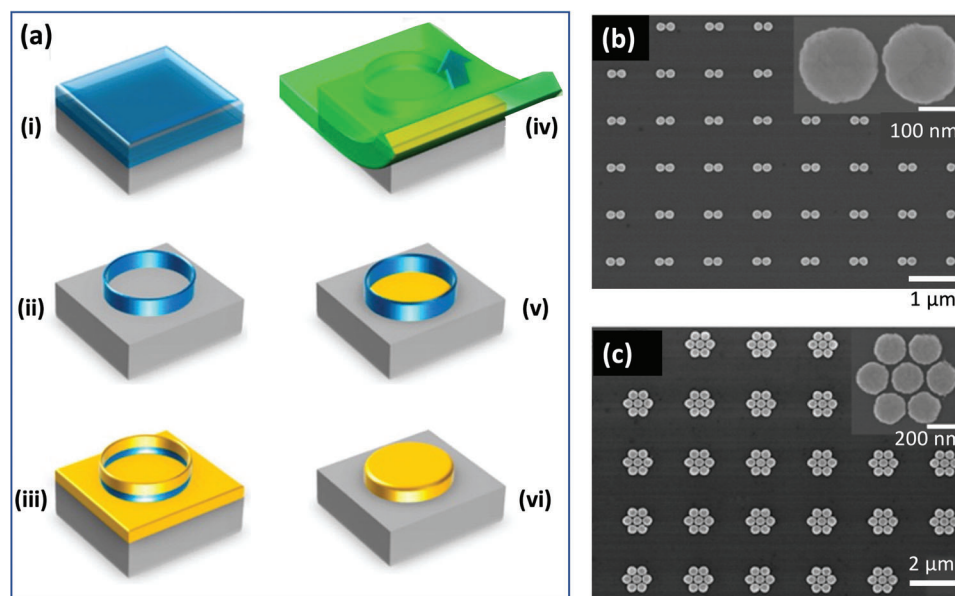 (a)
(i)
(iv)
(ii)
(v)
(iii)
(vi)
(b)
100 nm
1 μm
(c)
200 nm
2 μm